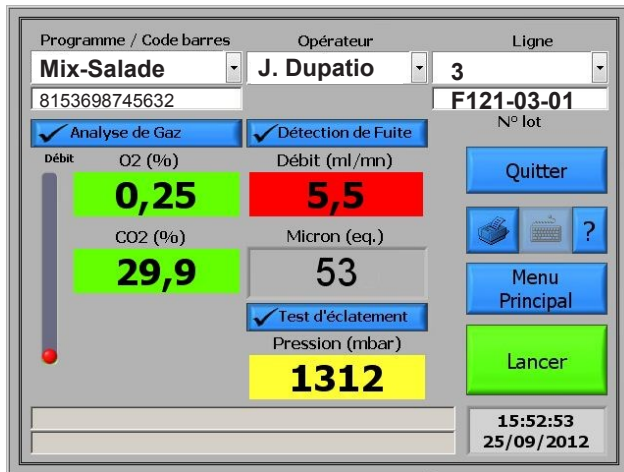 Programme / Code barres
Opérateur
Ligne
Mix-Salade
J. Dupatio
3
8153698745632
F121-03-01
N° lot
Analyse de Gaz
Détection de Fuite
Débit
O2 (%)
Débit (ml/mn)
Quitter
0,25
5,5
CO2 (%)
Micron (eq.)
?
29,9
53
Menu
Principal
Test d'éclatement
Pression (mbar)
1312
Lancer
15:52:53
25/09/2012